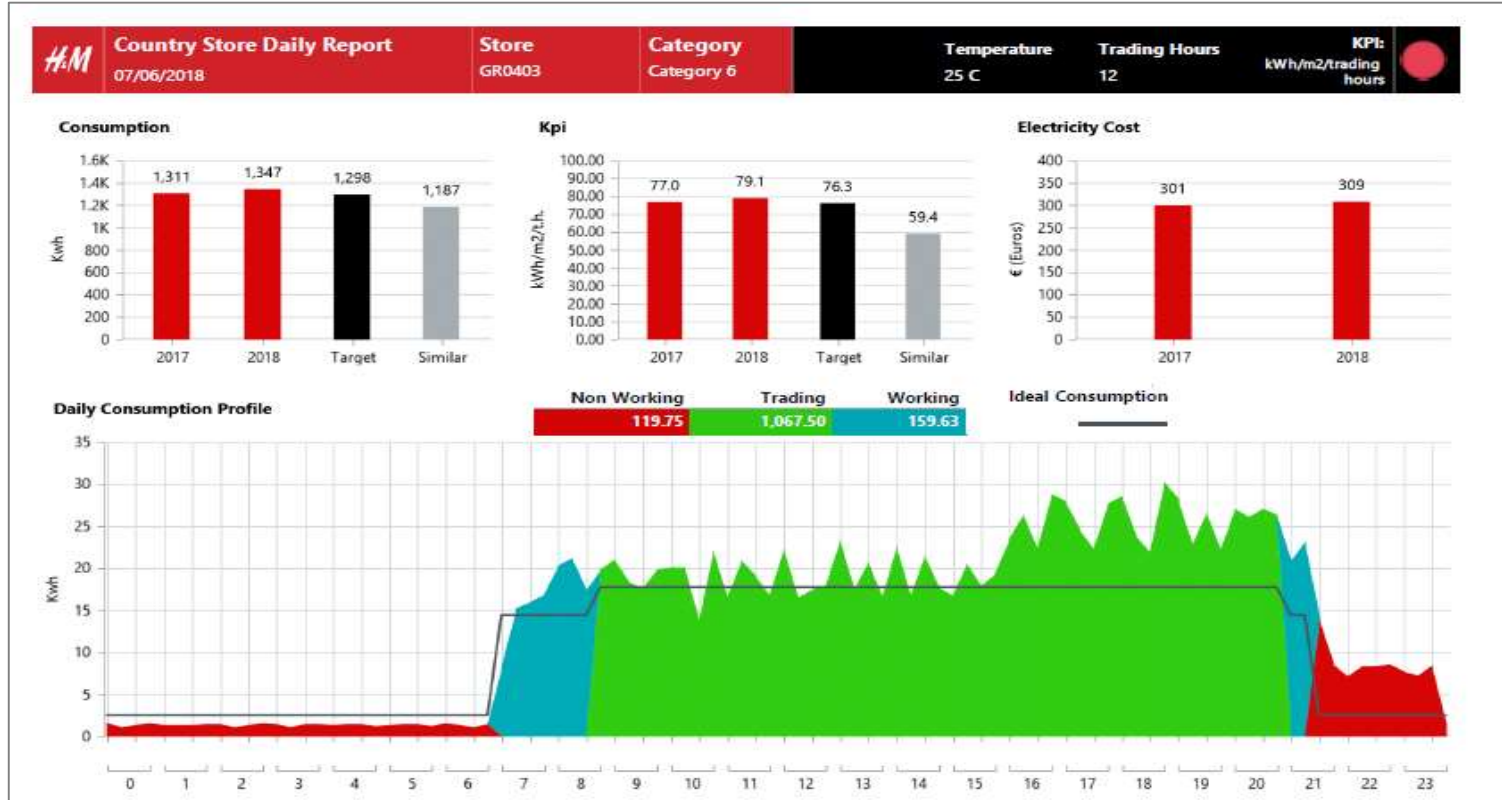 H&M
Country Store Daily Report
07/06/2018
Store
GR0403
Category
Category 6
Temperature
25 C
Trading Hours
12
KPI:
kWh/m2/trading
hours
Consumption
Kwh
1.6K
1.4K
1.2K
1K
800
600
400
200
0
1,311
1,347
1,298
1,187
2017
2018
Target
Similar
Kpi
kWh/m2/t.h.
100.00
90.00
80.00
70.00
60.00
50.00
40.00
30.00
20.00
10.00
0.00
77.0
79.1
76.3
59.4
2017
2018
Target
Similar
Electricity Cost
€ (Euros)
400
350
300
250
200
150
100
50
0
301
309
2017
2018
Daily Consumption Profile
Non Working
Trading
Working
119.75
1,067.50
159.63
Ideal Consumption
Kwh
35
30
25
20
15
10
5
0
0 1 2 3 4 5 6 7 8 9 10 11 12 13 14 15 16 17 18 19 20 21 22 23